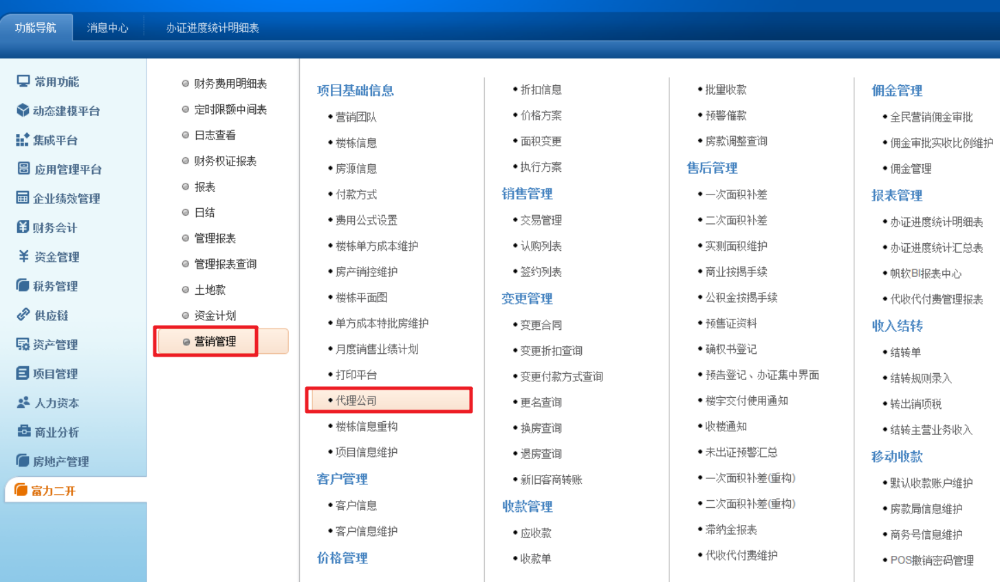 功能导航
消息中心
办证进度统计明细表
常用功能
动态建模平台
集成平台
应用管理平台
企业绩效管理
财务会计
资金管理
税务管理
供应链
资产管理
项目管理
人力资本
商业分析
房地产管理
富力二开
财务费用明细表
定时限额中间表
日志查看
财务权证报表
报表
日结
管理报表
管理报表查询
土地款
资金计划
营销管理
项目基础信息
营销团队
楼栋信息
房源信息
付款方式
费用公式设置
楼栋单方成本维护
房产销控维护
楼栋平面图
单方成本特批房维护
月度销售业绩计划
打印平台
代理公司
楼栋信息重构
项目信息维护
客户管理
客户信息
客户信息维护
价格管理
折扣信息
价格方案
面积变更
执行方案
销售管理
交易管理
认购列表
签约列表
变更管理
变更合同
变更折扣查询
变更付款方式查询
更名查询
换房查询
退房查询
新旧客商转账
收款管理
应收款
收款单
批量收款
预警催款
房款调整查询
售后管理
一次面积补差
二次面积补差
实测面积维护
商业按揭手续
公积金按揭手续
预售证资料
确权书登记
预告登记、办证集中界面
楼宇交付使用通知
收楼通知
未出证预警汇总
一次面积补差(重构)
二次面积补差(重构)
滞纳金报表
代收代付费维护
佣金管理
全民营销佣金审批
佣金审批实收比例维护
佣金管理
报表管理
办证进度统计明细表
办证进度统计汇总表
帆软BI报表中心
代收代付费管理报表
收入结转
结转单
结转规则录入
转出销项税
结转主营业务收入
移动收款
默认收款账户维护
房款局信息维护
商务号信息维护
POS撤销密码管理